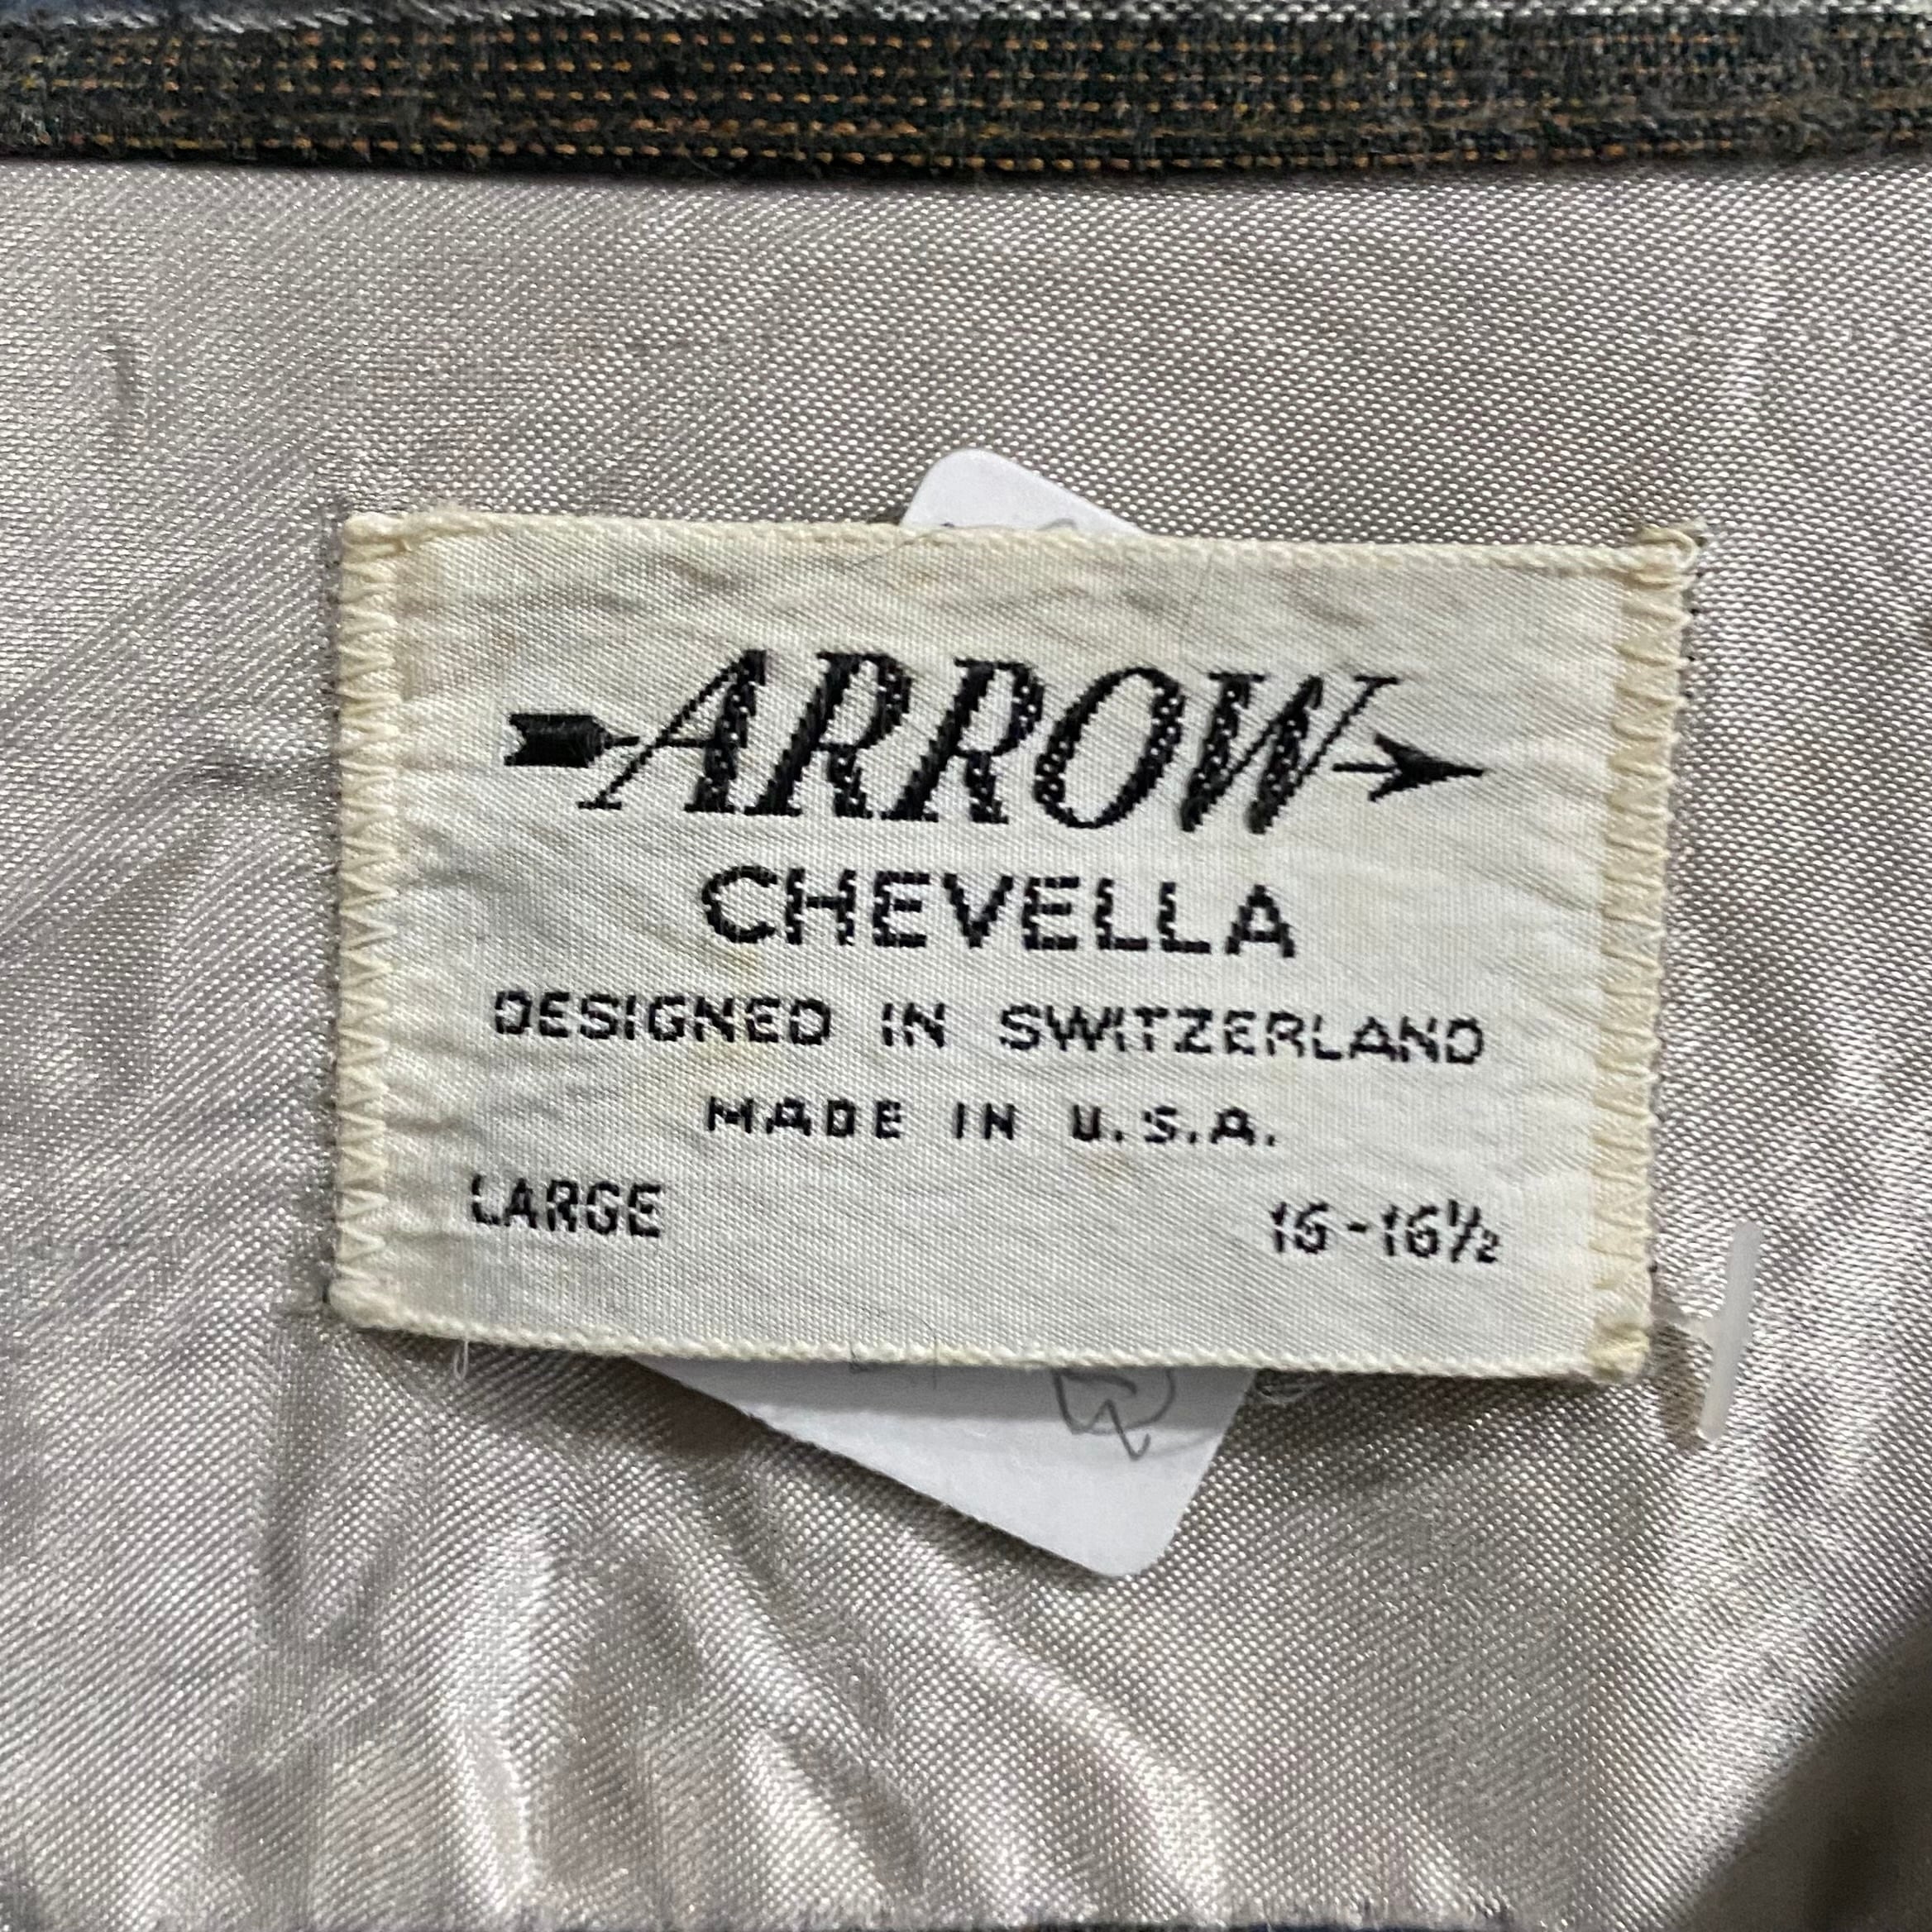 ARROW
CHEVELLA
DESIGNED IN SWITZERLAND
MADE IN U.S.A.
LARGE 16-16½